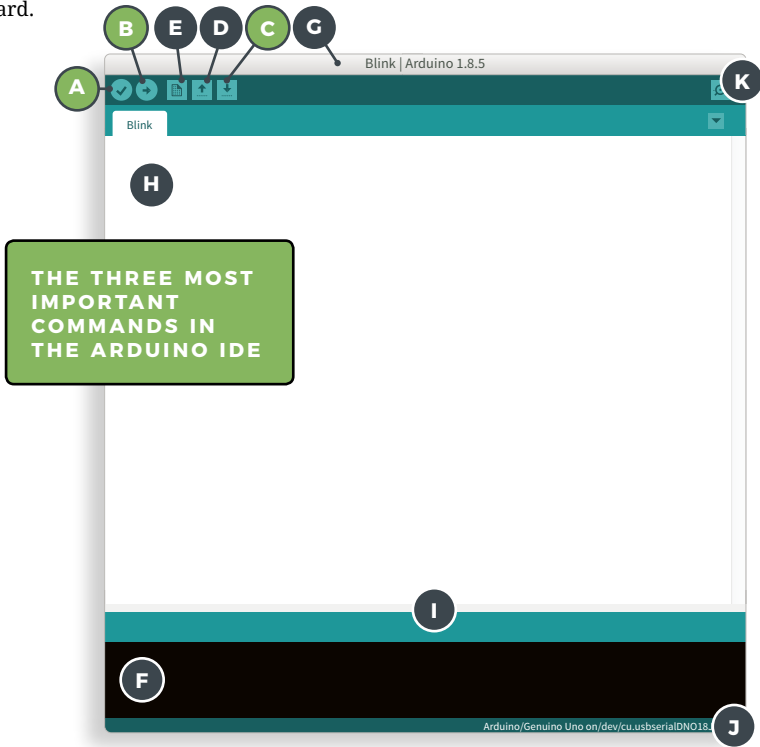 ard.
B E D C G
Blink | Arduino 1.8.5
A K
Blink
H
THE THREE MOST
IMPORTANT
COMMANDS IN
THE ARDUINO IDE
I
F
Arduino/Genuino Uno on/dev/cu.usbserialDNO18
J